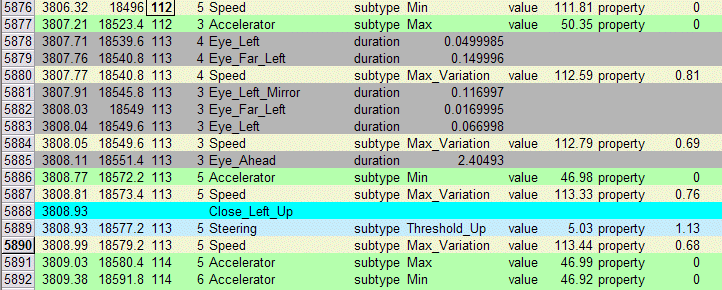 5876 3806.32 18496 112 5 Speed subtype Min value 111.81 property 0
5877 3807.21 18523.4 112 3 Accelerator subtype Max value 50.35 property 0
5878 3807.71 18539.6 113 4 Eye_Left duration 0.0499985
5879 3807.76 18540.8 113 4 Eye_Far_Left duration 0.149996
5880 3807.77 18540.8 113 4 Speed subtype Max_Variation value 112.59 property 0.81
5881 3807.91 18545.8 113 3 Eye_Left_Mirror duration 0.116997
5882 3808.03 18549 113 3 Eye_Far_Left duration 0.0169995
5883 3808.04 18549.6 113 3 Eye_Left duration 0.066998
5884 3808.05 18549.6 113 3 Speed subtype Max_Variation value 112.79 property 0.69
5885 3808.11 18551.4 113 3 Eye_Ahead duration 2.40493
5886 3808.77 18572.2 113 5 Accelerator subtype Min value 46.98 property 0
5887 3808.81 18573.4 113 5 Speed subtype Max_Variation value 113.33 property 0.76
5888 3808.93 Close_Left_Up
5889 3808.93 18577.2 113 5 Steering subtype Threshold_Up value 5.03 property 1.13
5890 3808.99 18579.2 113 5 Speed subtype Max_Variation value 113.44 property 0.68
5891 3809.03 18580.4 114 5 Accelerator subtype Max value 46.99 property 0
5892 3809.38 18591.8 114 6 Accelerator subtype Min value 46.92 property 0